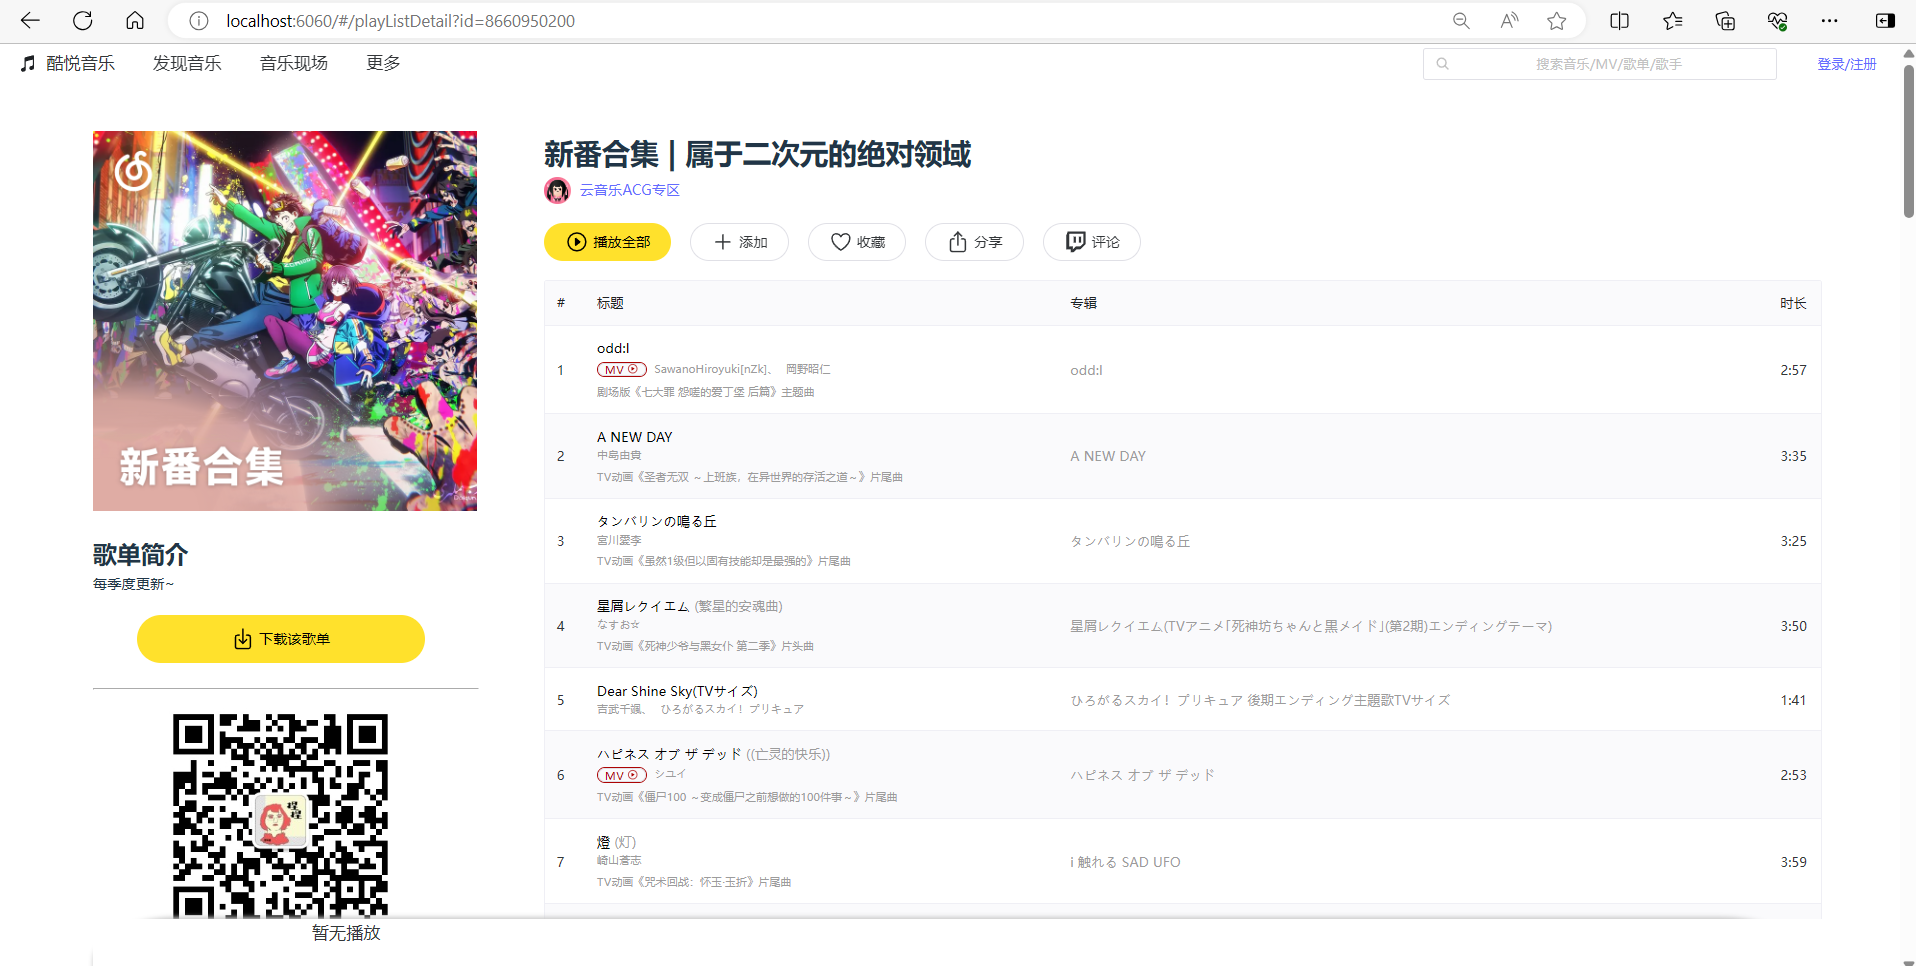 localhost:6060/#/playListDetail?id=8660950200
酷悦音乐 发现音乐 音乐现场 更多 搜索音乐/MV/歌单/歌手 登录/注册
新番合集
歌单简介
每季度更新~
下载该歌单
新番合集 | 属于二次元的绝对领域
云音乐ACG专区
播放全部 添加 收藏 分享 评论
# 标题 专辑 时长
odd:I
1 MV SawanoHiroyuki[nZk]、 岡野昭仁 odd:I 2:57
剧场版《七大罪 怨嗟的爱丁堡 后篇》主题曲
A NEW DAY
2 中島由貴 A NEW DAY 3:35
TV动画《圣者无双 ～上班族，在异世界的存活之道～》片尾曲
タンバリンの鳴る丘
3 宮川愛李 タンバリンの鳴る丘 3:25
TV动画《虽然1级但以固有技能却是最强的》片尾曲
星屑レクイエム (繁星的安魂曲)
4 なすお☆ 星屑レクイエム(TVアニメ｢死神坊ちゃんと黒メイド｣(第2期)エンディングテーマ) 3:50
TV动画《死神少爷与黑女仆 第二季》片头曲
Dear Shine Sky(TVサイズ)
5 吉武千颯、 ひろがるスカイ！プリキュア ひろがるスカイ！プリキュア 後期エンディング主題歌TVサイズ 1:41
ハピネス オブ ザ デッド ((亡灵的快乐))
6 MV シユイ ハピネス オブ ザ デッド 2:53
TV动画《僵尸100 ～变成僵尸之前想做的100件事～》片尾曲
燈 (灯)
7 崎山蒼志 i 触れる SAD UFO 3:59
TV动画《咒术回战：怀玉·玉折》片尾曲
暂无播放